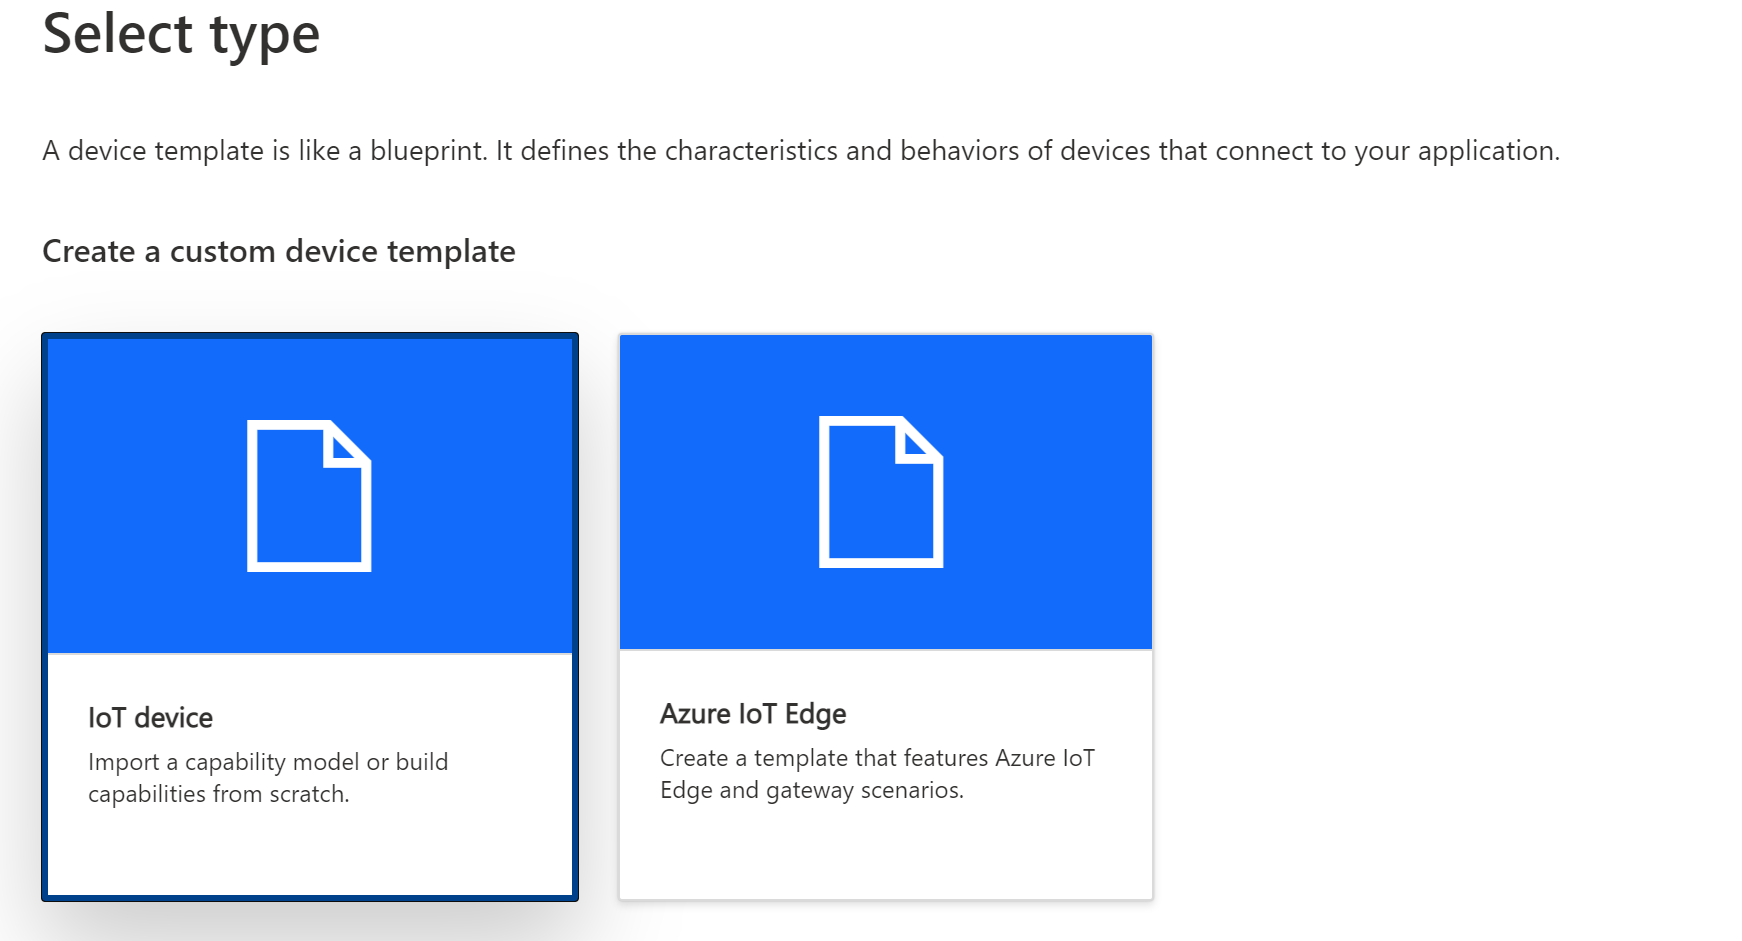 Select type
A device template is like a blueprint. It defines the characteristics and behaviors of devices that connect to your application.
Create a custom device template
IoT device
Import a capability model or build
capabilities from scratch.
Azure IoT Edge
Create a template that features Azure IoT
Edge and gateway scenarios.